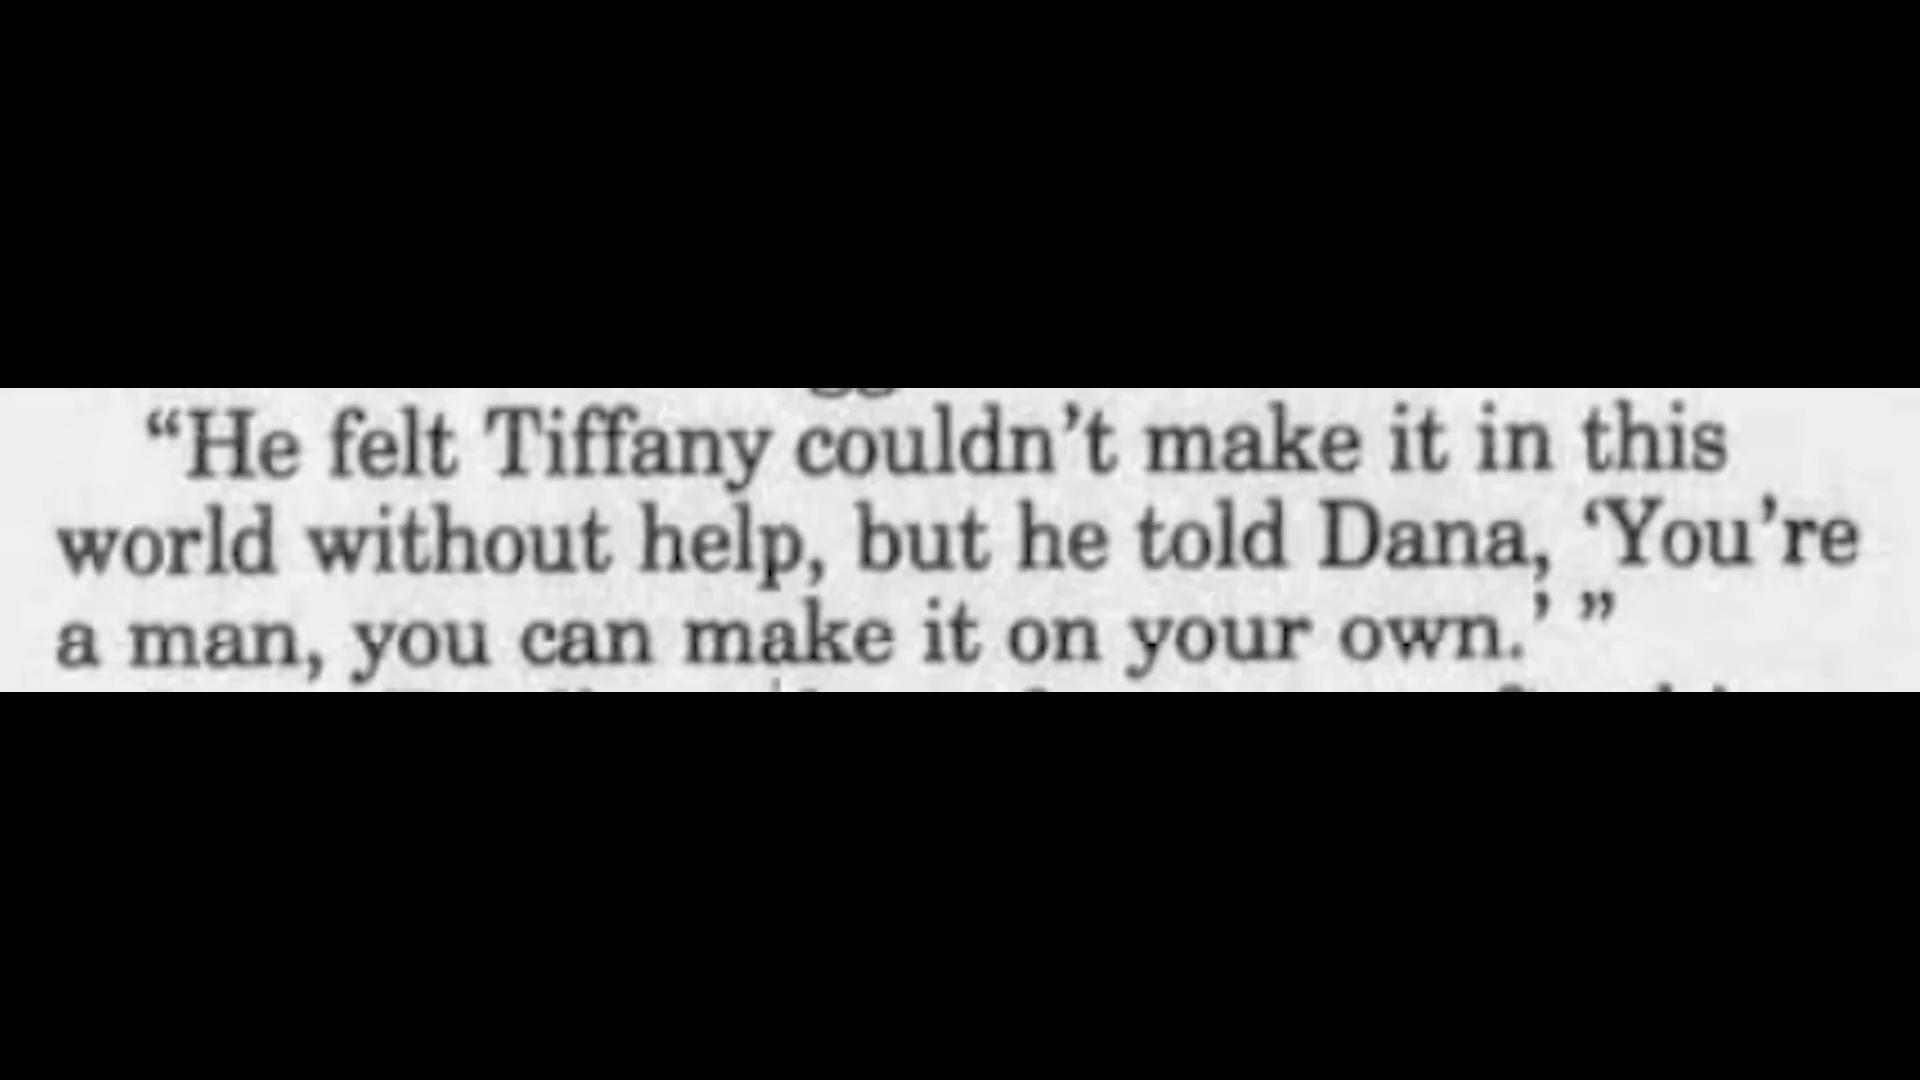 “He felt Tiffany couldn’t make it in this
world without help, but he told Dana, ‘You’re
a man, you can make it on your own.’ ”